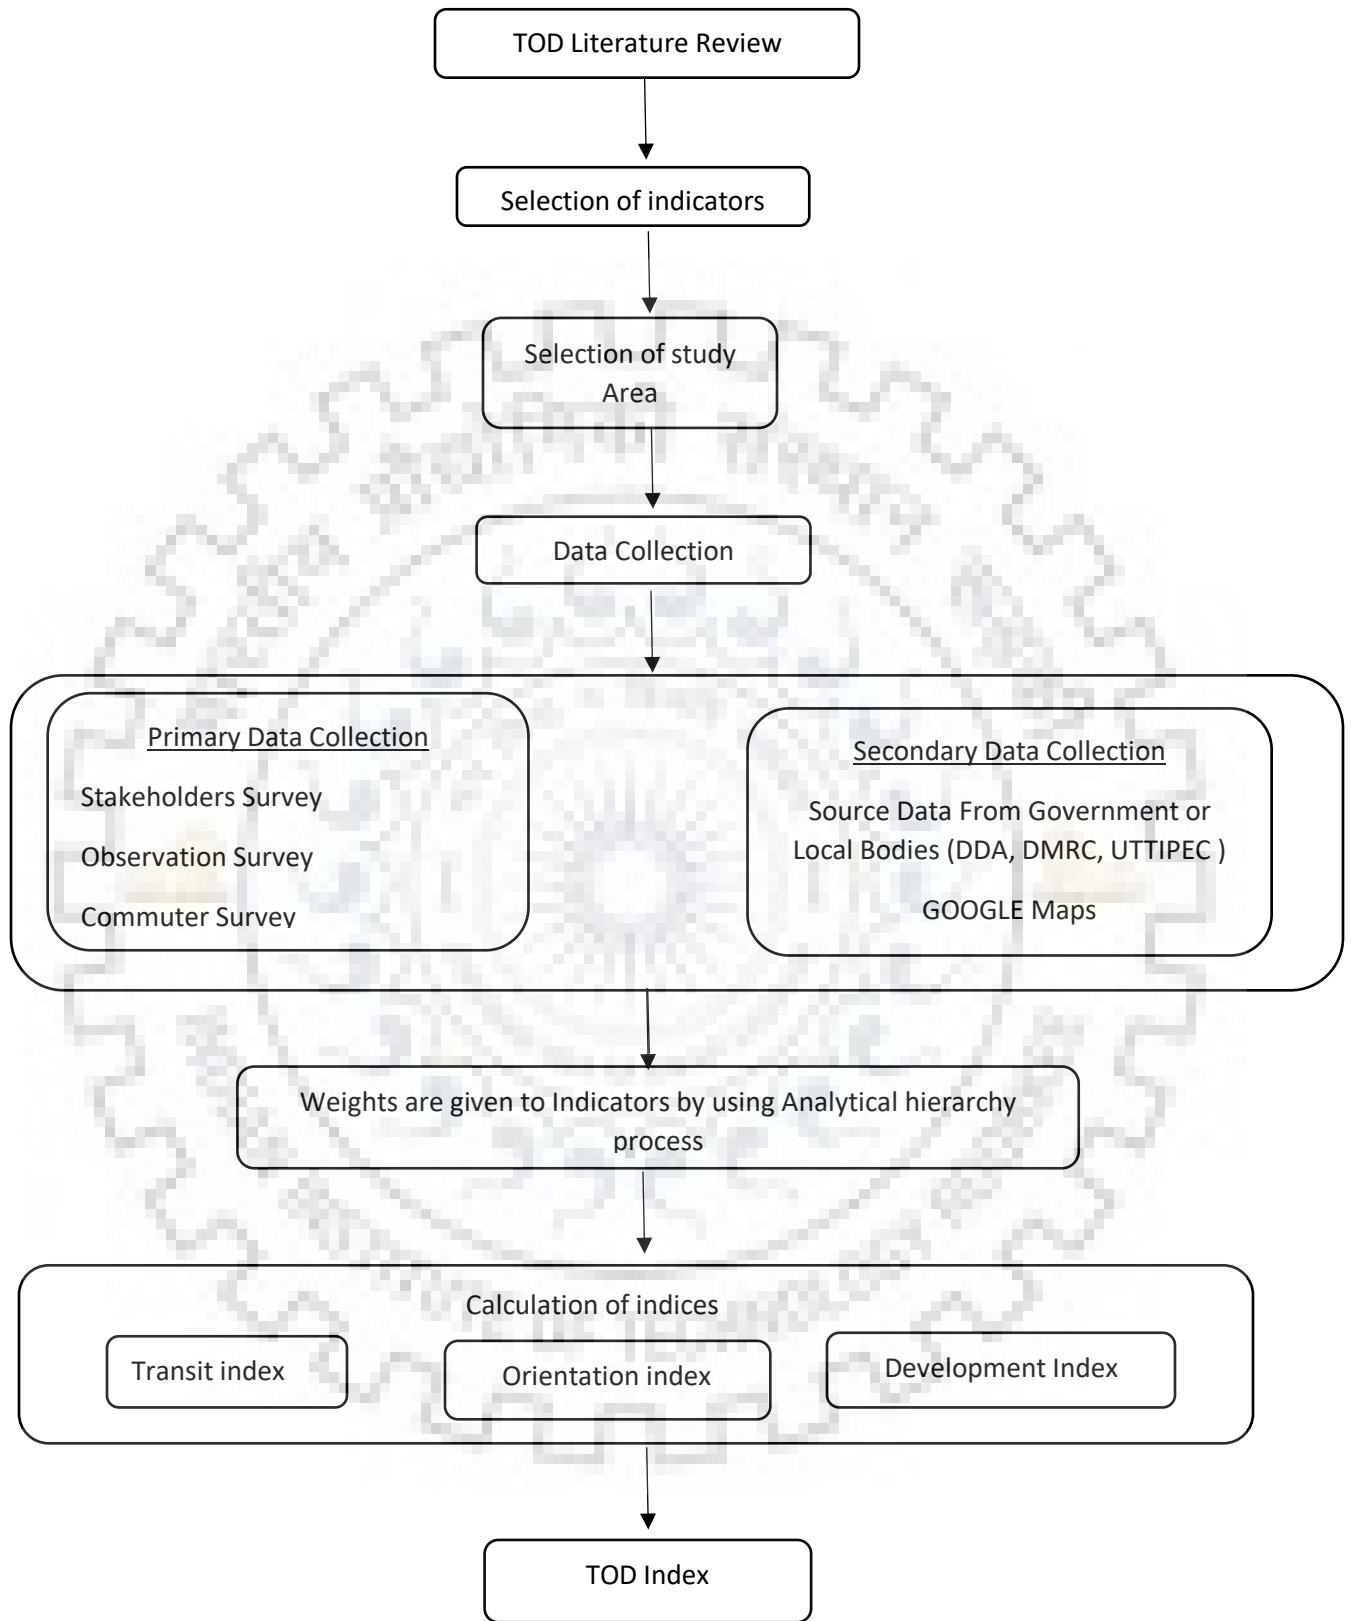 TOD Literature Review
Selection of indicators
Selection of study
Area
Data Collection
Primary Data Collection
Stakeholders Survey
Observation Survey
Commuter Survey
Secondary Data Collection
Source Data From Government or
Local Bodies (DDA, DMRC, UTTIPEC )
GOOGLE Maps
Weights are given to Indicators by using Analytical hierarchy
process
Calculation of indices
Transit index
Orientation index
Development Index
TOD Index